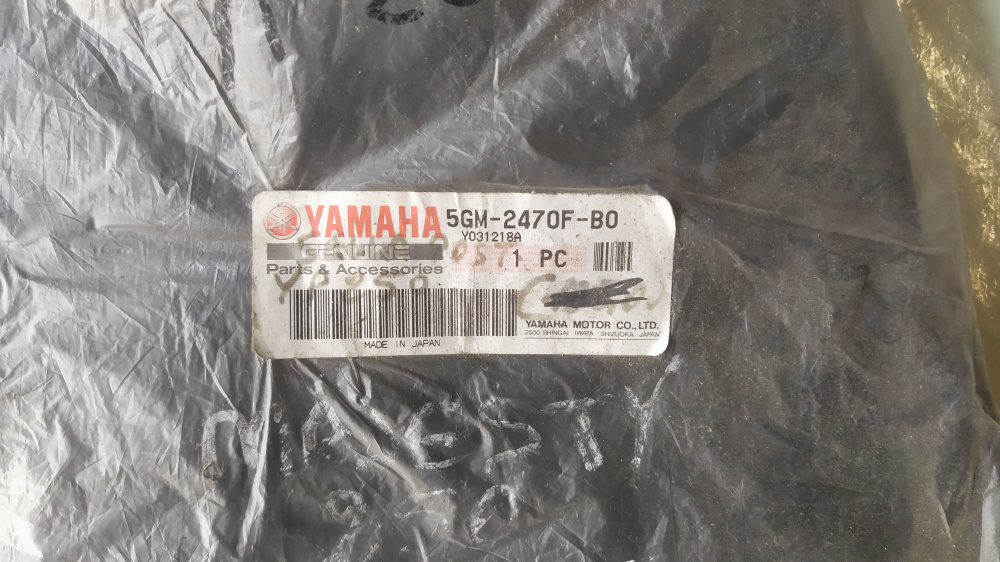 YAMAHA 5GM-2470F-B0
Y031218A
GENUINE
1 PC
Parts & Accessories
YP250
YAMAHA MOTOR CO.,LTD.
2500 SHINGAI IWATA SHIZUOKA JAPAN
MADE IN JAPAN
MAJESTY
250